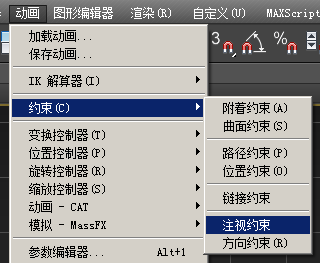 动画 图形编辑器 渲染(R) 自定义(U) MAXScript
加载动画...
保存动画...
3 %
IK 解算器(I)
约束(C)
附着约束(A)
变换控制器(T)
曲面约束(S)
位置控制器(P)
路径约束(P)
旋转控制器(R)
位置约束(O)
缩放控制器(S)
动画 - CAT
链接约束
模拟 - MassFX
注视约束
参数编辑器... Alt+1
方向约束(R)